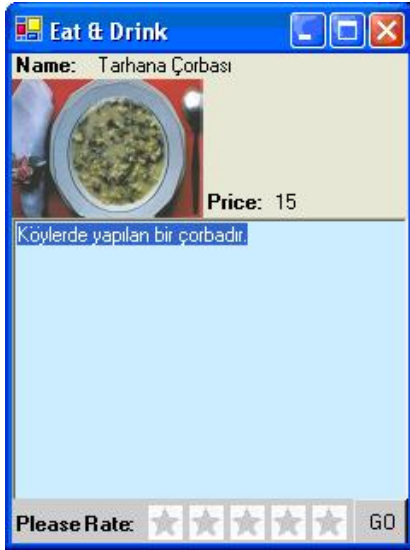 Eat & Drink
Name: Tarhana Çorbası
Price: 15
Köylerde yapılan bir çorbadır.
Please Rate: GO